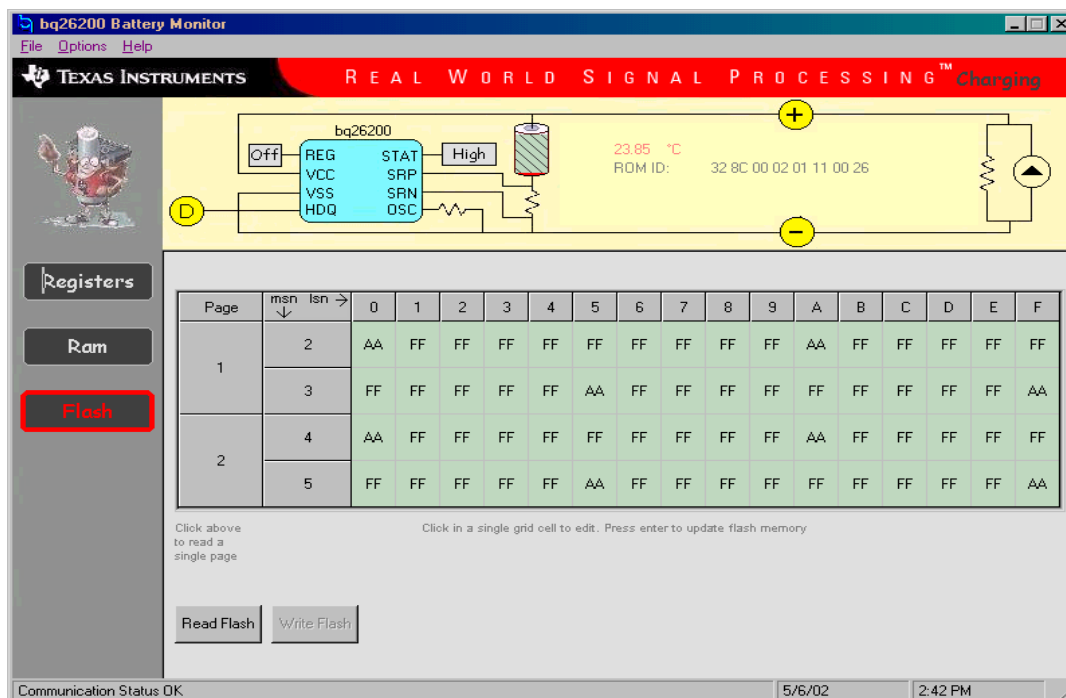 bq26200 Battery Monitor
File Options Help
TEXAS INSTRUMENTS REAL WORLD SIGNAL PROCESSING™ Charging
bq26200
Off REG STAT High
VCC SRP
VSS SRN
HDQ OSC
D
+
−
23.85 °C
ROM ID: 32 8C 00 02 01 11 00 26
Registers
Ram
Flash
Page msn lsn 0 1 2 3 4 5 6 7 8 9 A B C D E F
1
2 AA FF FF FF FF FF FF FF FF FF AA FF FF FF FF FF
3 FF FF FF FF FF AA FF FF FF FF FF FF FF FF FF AA
2
4 AA FF FF FF FF FF FF FF FF FF AA FF FF FF FF FF
5 FF FF FF FF FF AA FF FF FF FF FF FF FF FF FF AA
Click above
to read a
single page
Click in a single grid cell to edit. Press enter to update flash memory
Read Flash Write Flash
Communication Status OK 5/6/02 2:42 PM